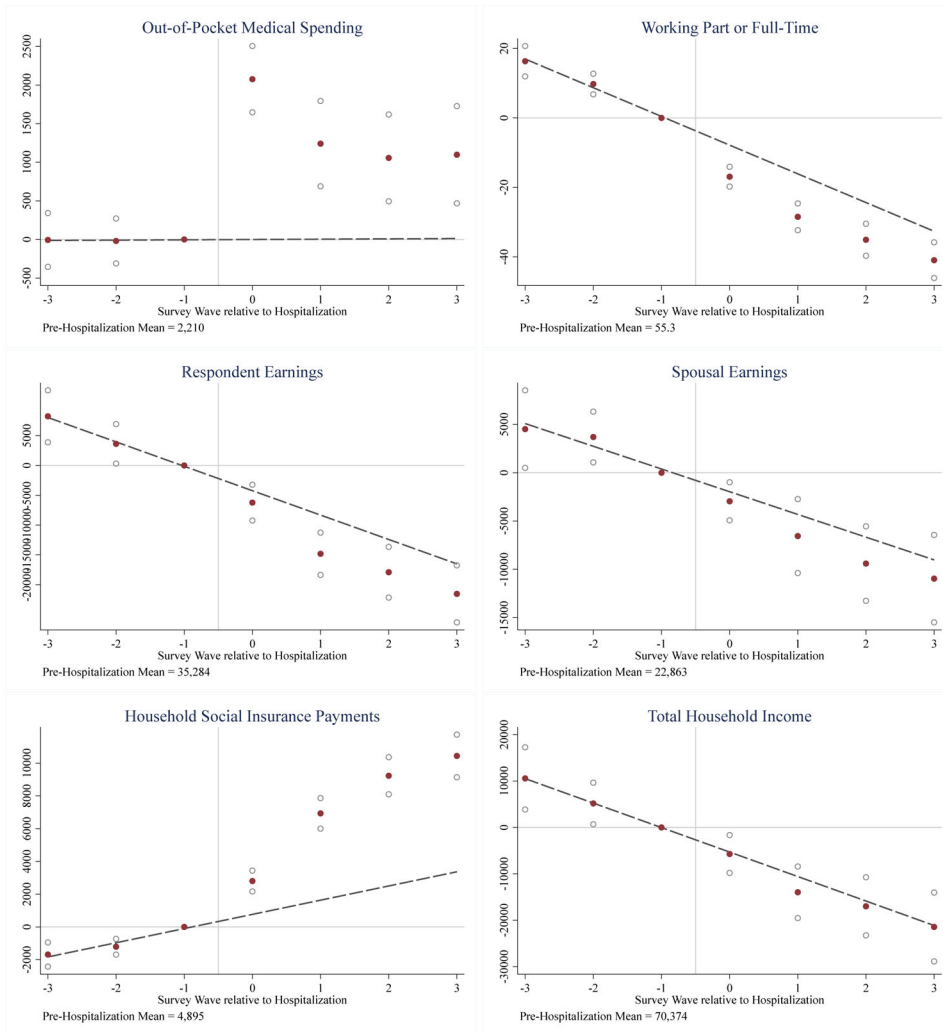 Out-of-Pocket Medical Spending
2500
2000
1500
1000
500
0
-500
-3 -2 -1 0 1 2 3
Survey Wave relative to Hospitalization
Pre-Hospitalization Mean = 2,210
Working Part or Full-Time
20
0
-20
-40
-3 -2 -1 0 1 2 3
Survey Wave relative to Hospitalization
Pre-Hospitalization Mean = 55.3
Respondent Earnings
5000
0
-5000
-10000
-15000
-20000
-3 -2 -1 0 1 2 3
Survey Wave relative to Hospitalization
Pre-Hospitalization Mean = 35,284
Spousal Earnings
5000
0
-5000
-10000
-15000
-3 -2 -1 0 1 2 3
Survey Wave relative to Hospitalization
Pre-Hospitalization Mean = 22,863
Household Social Insurance Payments
10000
8000
6000
4000
2000
0
-2000
-3 -2 -1 0 1 2 3
Survey Wave relative to Hospitalization
Pre-Hospitalization Mean = 4,895
Total Household Income
20000
10000
0
-10000
-20000
-30000
-3 -2 -1 0 1 2 3
Survey Wave relative to Hospitalization
Pre-Hospitalization Mean = 70,374